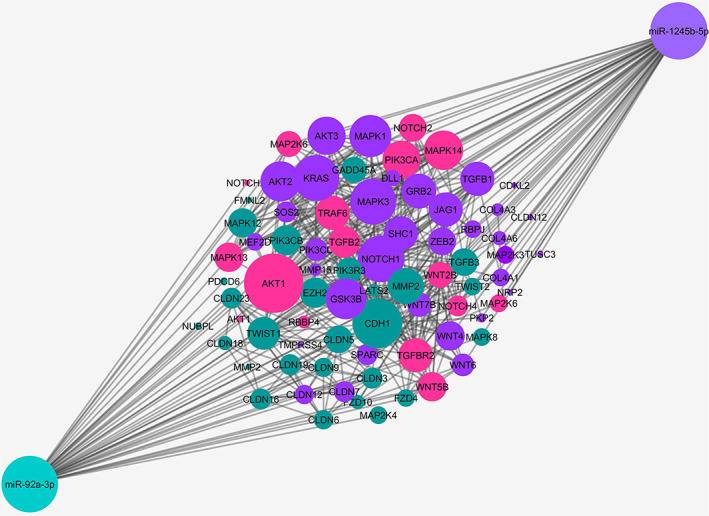 miR-1245b-5p
NOTCH2
AKT3
MAPK1
MAP2K6
PIK3CA
MAPK14
GADD45A
DLL1
KRAS
AKT2
NOTCH
GRB2
TGFB1
CDKL2
FMNL2
MAPK3
SOS2
TRAF6
JAG1
COL4A3
CLDN12
MAPK12
RBPJ
SHC1
PIK3CB
MEF2D
TGFB2
ZEB2
COL4A6
PIK3CD
MAP2K3
TUSC3
MAPK13
NOTCH1
TGFB3
MMP15
PIK3R3
WNT2B
COL4A1
PDCD6
AKT1
MMP2
TWIST2
LATS2
EZH2
NRP2
CLDN23
GSK3B
WNT7B
NOTCH4
MAP2K6
AKT1
RBBP4
PKP2
NUBPL
CDH1
TWIST1
WNT4
MAPK8
CLDN5
CLDN18
TMPRSS4
SPARC
TGFBR2
MMP2
CLDN19
CLDN9
WNT6
CLDN3
WNT5B
CLDN16
CLDN12
CLDN7
FZD10
FZD4
MAP2K4
CLDN6
miR-92a-3p